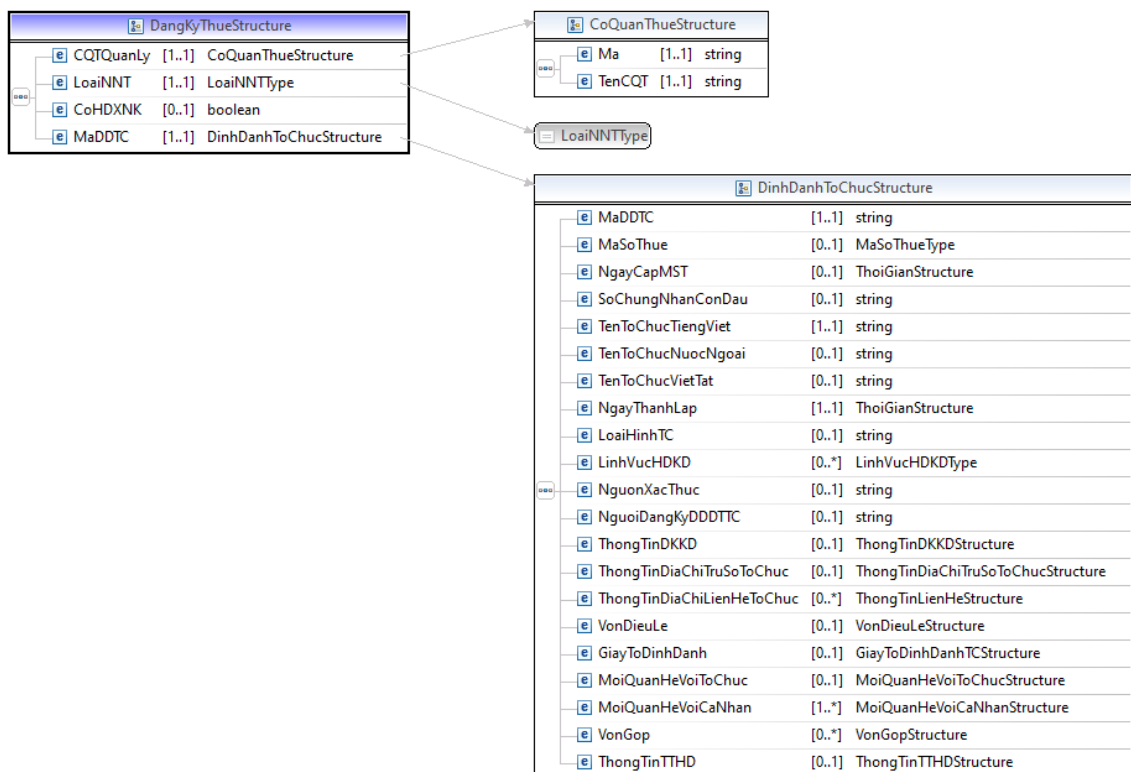 DangKyThueStructure
CQTQuanLy [1..1] CoQuanThueStructure
LoaiNNT [1..1] LoaiNNTType
CoHDXNK [0..1] boolean
MaDDTC [1..1] DinhDanhToChucStructure
CoQuanThueStructure
Ma [1..1] string
TenCQT [1..1] string
LoaiNNTType
DinhDanhToChucStructure
MaDDTC [1..1] string
MaSoThue [0..1] MaSoThueType
NgayCapMST [0..1] ThoiGianStructure
SoChungNhanConDau [0..1] string
TenToChucTiengViet [1..1] string
TenToChucNuocNgoai [0..1] string
TenToChucVietTat [0..1] string
NgayThanhLap [1..1] ThoiGianStructure
LoaiHinhTC [0..1] string
LinhVucHDKD [0..*] LinhVucHDKDType
NguonXacThuc [0..1] string
NguoiDangKyDDDTTC [0..1] string
ThongTinDKKD [0..1] ThongTinDKKDStructure
ThongTinDiaChiTruSoToChuc [0..1] ThongTinDiaChiTruSoToChucStructure
ThongTinDiaChiLienHeToChuc [0..*] ThongTinLienHeStructure
VonDieuLe [0..1] VonDieuLeStructure
GiayToDinhDanh [0..1] GiayToDinhDanhTCStructure
MoiQuanHeVoiToChuc [0..1] MoiQuanHeVoiToChucStructure
MoiQuanHeVoiCaNhan [1..*] MoiQuanHeVoiCaNhanStructure
VonGop [0..*] VonGopStructure
ThongTinTTHD [0..1] ThongTinTTHDStructure